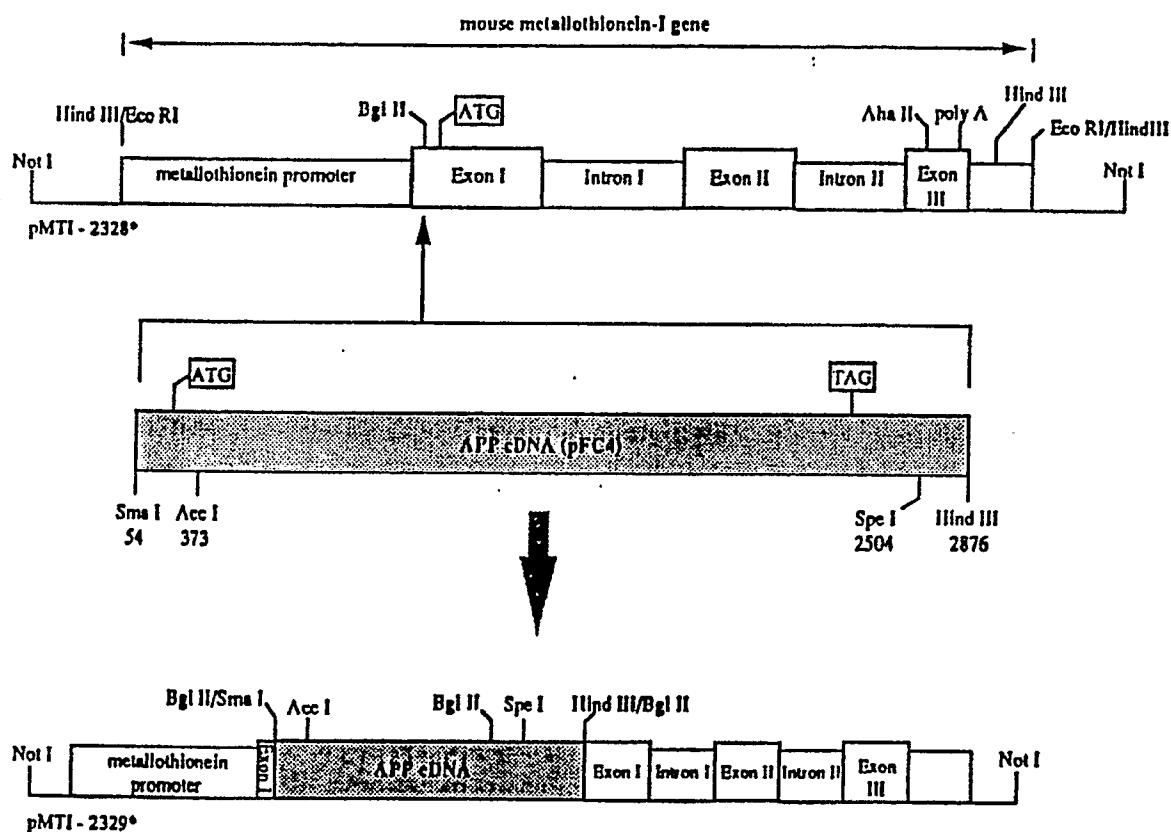 mouse metallothionein-I gene
Hind III/Eco RI
Bgl II
ATG
Aha II
poly A
Hind III
Eco RI/HindIII
Not I
metallothionein promoter
Exon I
Intron I
Exon II
Intron II
Exon III
Not I
pMTI - 2328*
ATG
TAG
APP cDNA (pFC4)
Sma I
54
Acc I
373
Spe I
2504
Hind III
2876
Bgl II/Sma I
Acc I
Bgl II
Spe I
Hind III/Bgl II
Not I
metallothionein
promoter
Exon I
APP cDNA
Exon I
Intron I
Exon II
Intron II
Exon
III
Not I
pMTI - 2329*